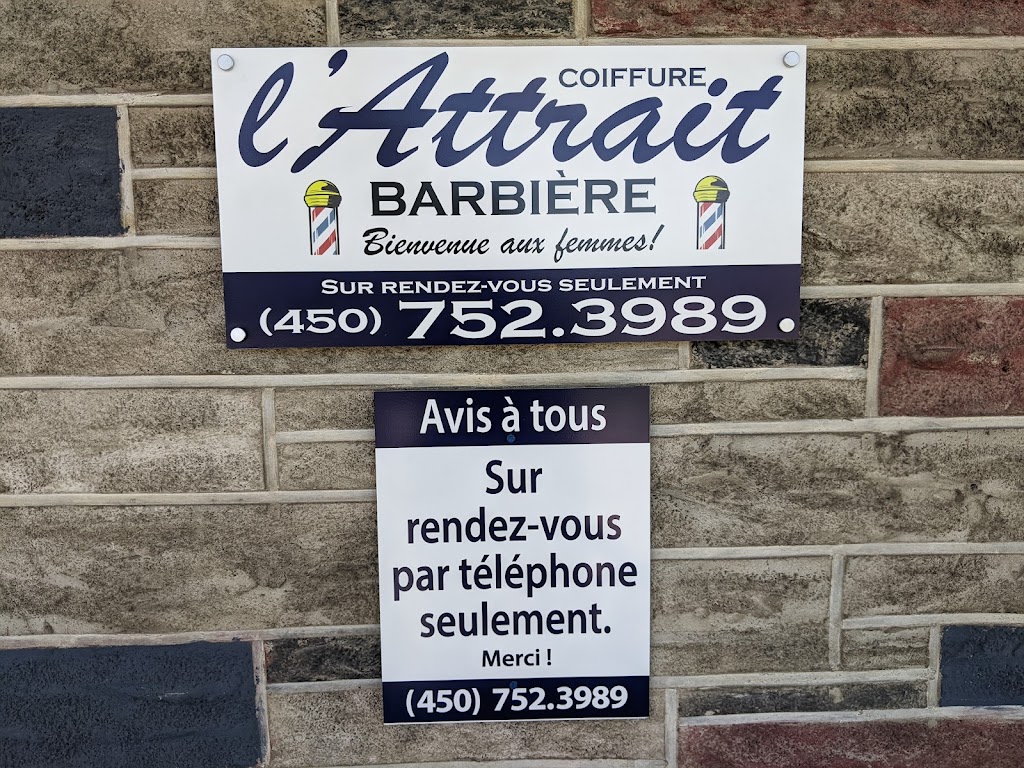 COIFFURE
l'Attrait
BARBIÈRE
Bienvenue aux femmes!
SUR RENDEZ-VOUS SEULEMENT
(450) 752.3989
Avis à tous
Sur
rendez-vous
par téléphone
seulement.
Merci !
(450) 752.3989